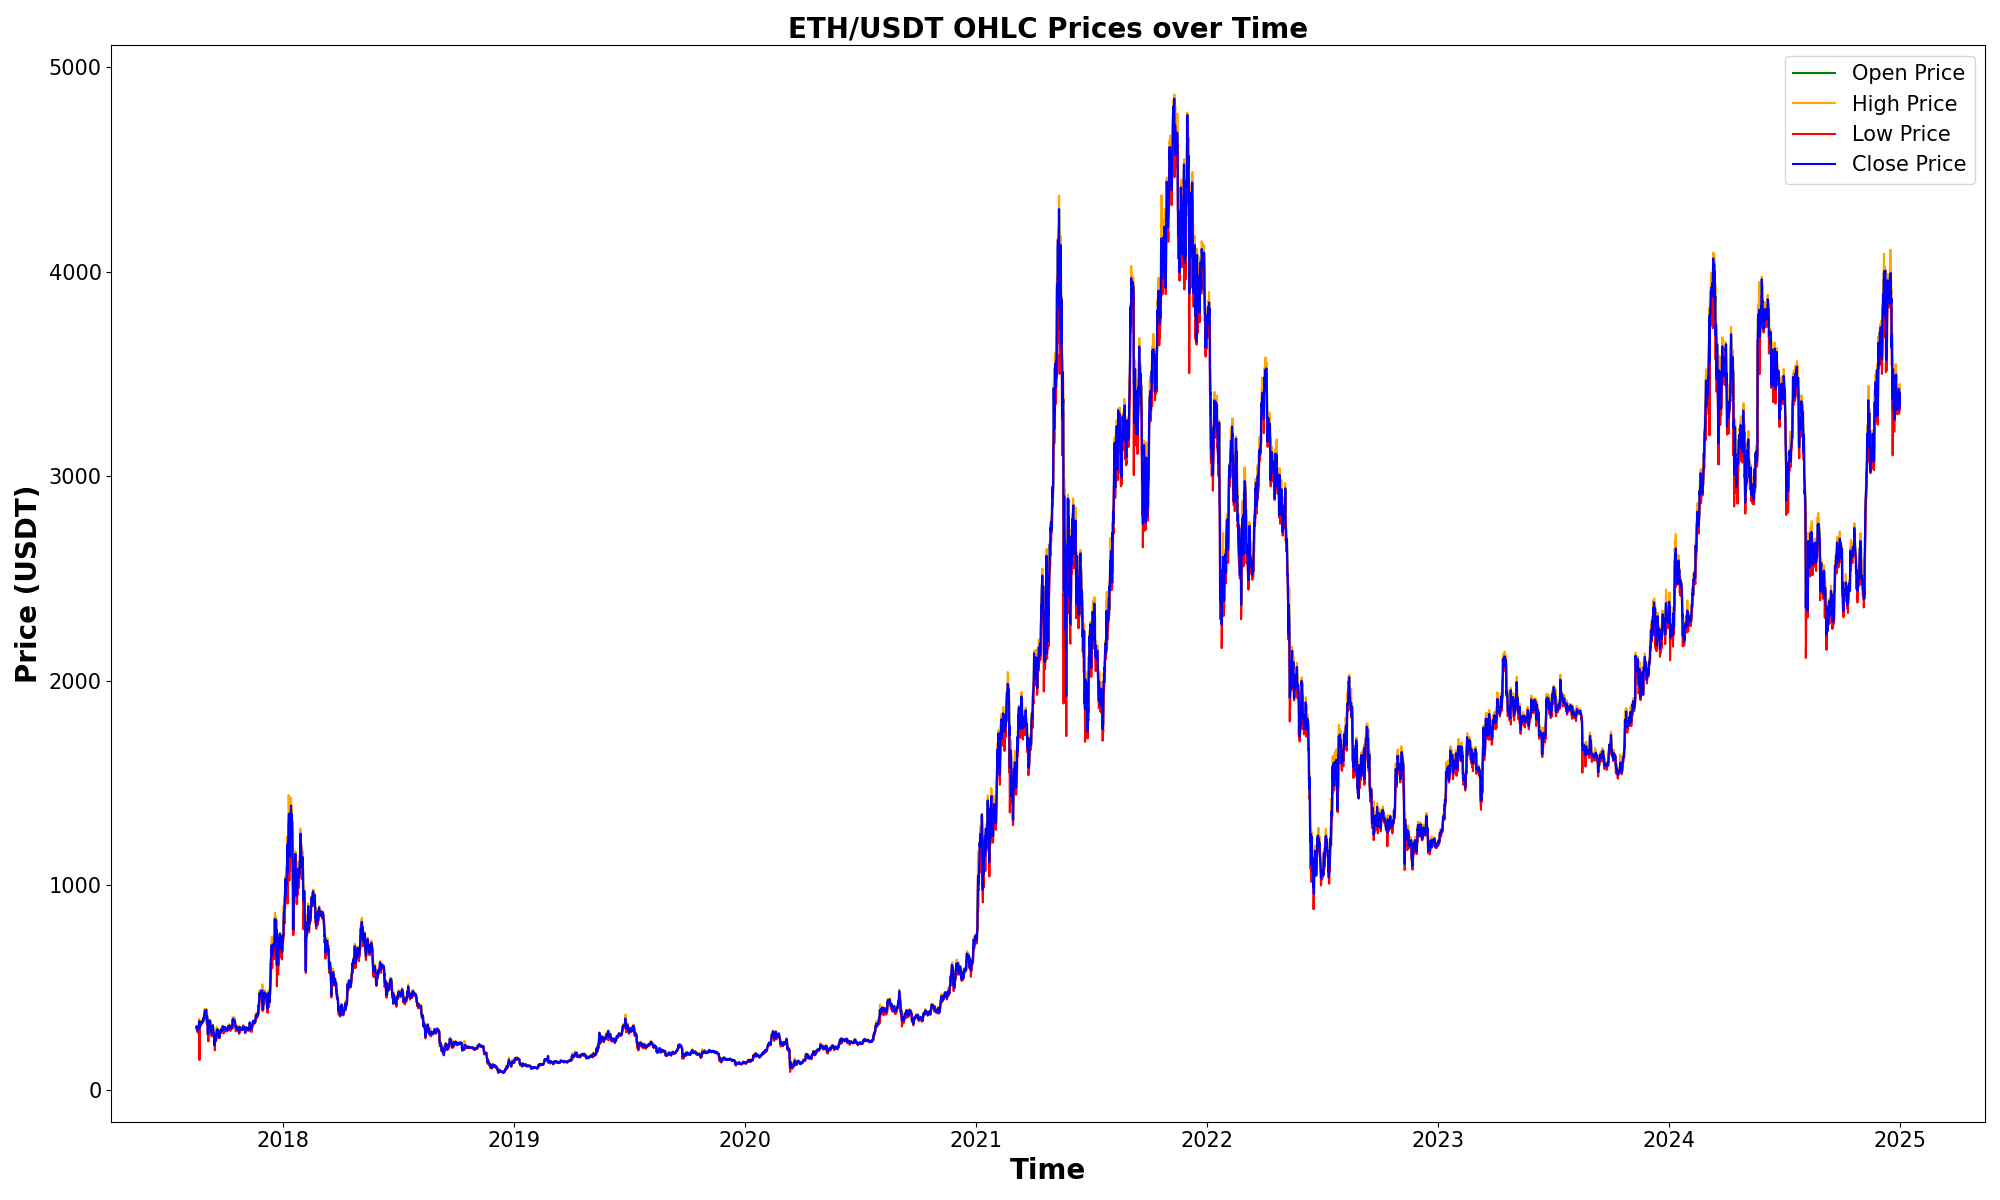 ETH/USDT OHLC Prices over Time
Open Price
High Price
Low Price
Close Price
Price (USDT)
5000
4000
3000
2000
1000
0
2018 2019 2020 2021 2022 2023 2024 2025
Time